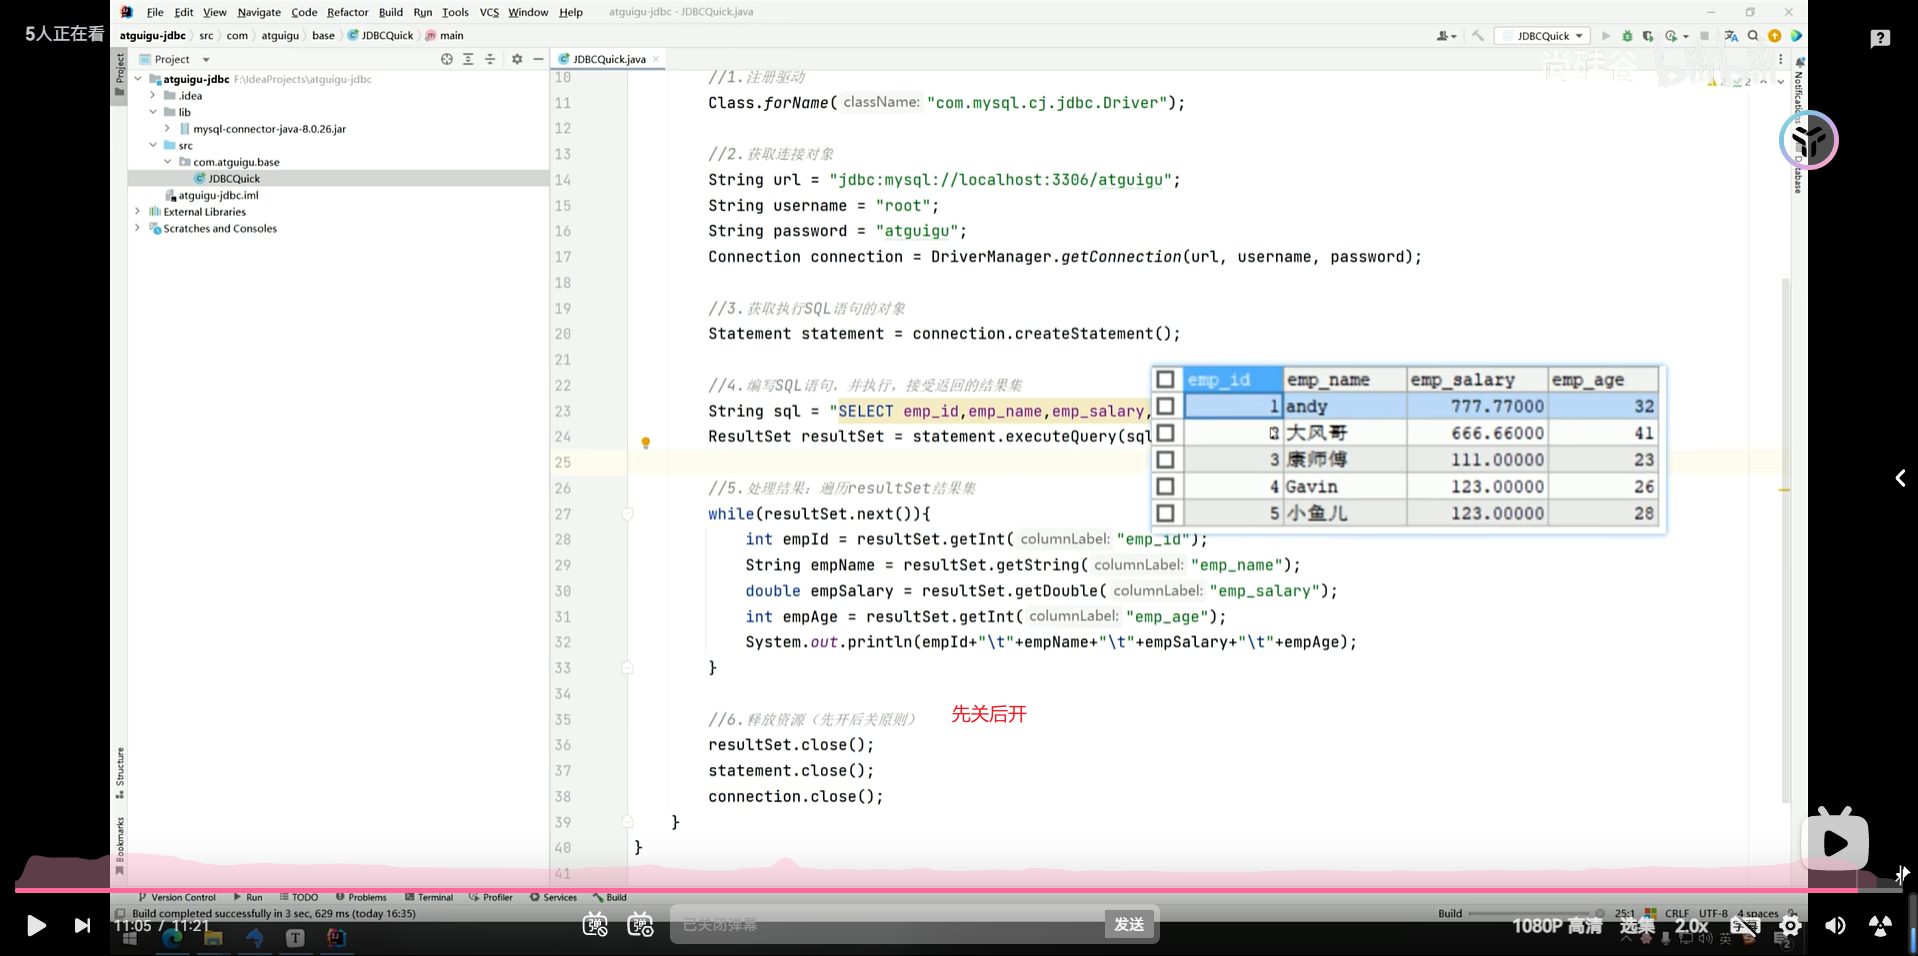 5人正在看
File Edit View Navigate Code Refactor Build Run Tools VCS Window Help atguigu-jdbc - JDBCQuick.java
atguigu-jdbc src com atguigu base JDBCQuick main
JDBCQuick
Project
Project
JDBCQuick.java
atguigu-jdbc F:\IdeaProjects\atguigu-jdbc
.idea
lib
mysql-connector-java-8.0.26.jar
src
com.atguigu.base
JDBCQuick
atguigu-jdbc.iml
External Libraries
Scratches and Consoles
尚硅谷 bilibili
Notifications
Database
10 //1.注册驱动
11 Class.forName( className: "com.mysql.cj.jdbc.Driver");
12
13 //2.获取连接对象
14 String url = "jdbc:mysql://localhost:3306/atguigu";
15 String username = "root";
16 String password = "atguigu";
17 Connection connection = DriverManager.getConnection(url, username, password);
18
19 //3.获取执行SQL语句的对象
20 Statement statement = connection.createStatement();
21
22 //4.编写SQL语句，并执行，接受返回的结果集
23 String sql = "SELECT emp_id,emp_name,emp_salary,
24 ResultSet resultSet = statement.executeQuery(sql
25
26 //5.处理结果：遍历resultSet结果集
27 while(resultSet.next()){
28 int empId = resultSet.getInt( columnLabel: "emp_id");
29 String empName = resultSet.getString( columnLabel: "emp_name");
30 double empSalary = resultSet.getDouble( columnLabel: "emp_salary");
31 int empAge = resultSet.getInt( columnLabel: "emp_age");
32 System.out.println(empId+"\t"+empName+"\t"+empSalary+"\t"+empAge);
33 }
34
35 //6.释放资源（先开后关原则） 先关后开
36 resultSet.close();
37 statement.close();
38 connection.close();
39 }
40 }
41
emp_id emp_name emp_salary emp_age
1 andy 777.77000 32
大风哥 666.66000 41
3 康师傅 111.00000 23
4 Gavin 123.00000 26
5 小鱼儿 123.00000 28
Structure
Bookmarks
Version Control Run TODO Problems Terminal Profiler Services Build
Build completed successfully in 3 sec, 629 ms (today 16:35)
Build 25:1 CRLF UTF-8 4 spaces
11:05 / 11:21 弹 弹 已关闭弹幕 发送 1080P 高清 选集 2.0x 字幕
英
2